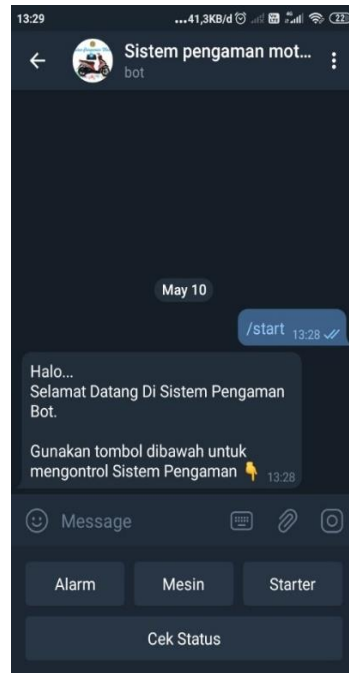 13:29
...41,3KB/d
22
Sistem pengaman mot...
bot
May 10
/start 13:28
Halo...
Selamat Datang Di Sistem Pengaman
Bot.
Gunakan tombol dibawah untuk
mengontrol Sistem Pengaman 👇 13:28
Message
Alarm
Mesin
Starter
Cek Status